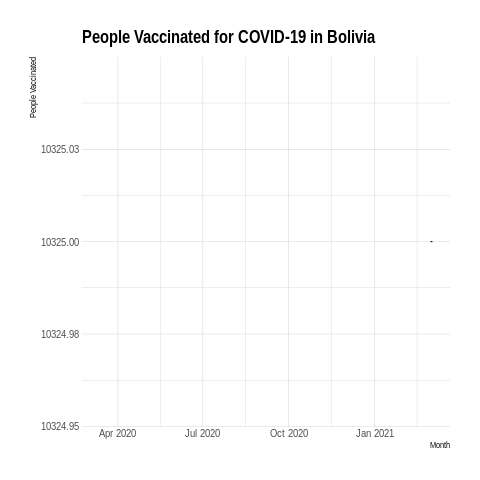 People Vaccinated for COVID-19 in Bolivia
People Vaccinated
10325.03
10325.00
10324.98
10324.95
Apr 2020
Jul 2020
Oct 2020
Jan 2021
Month